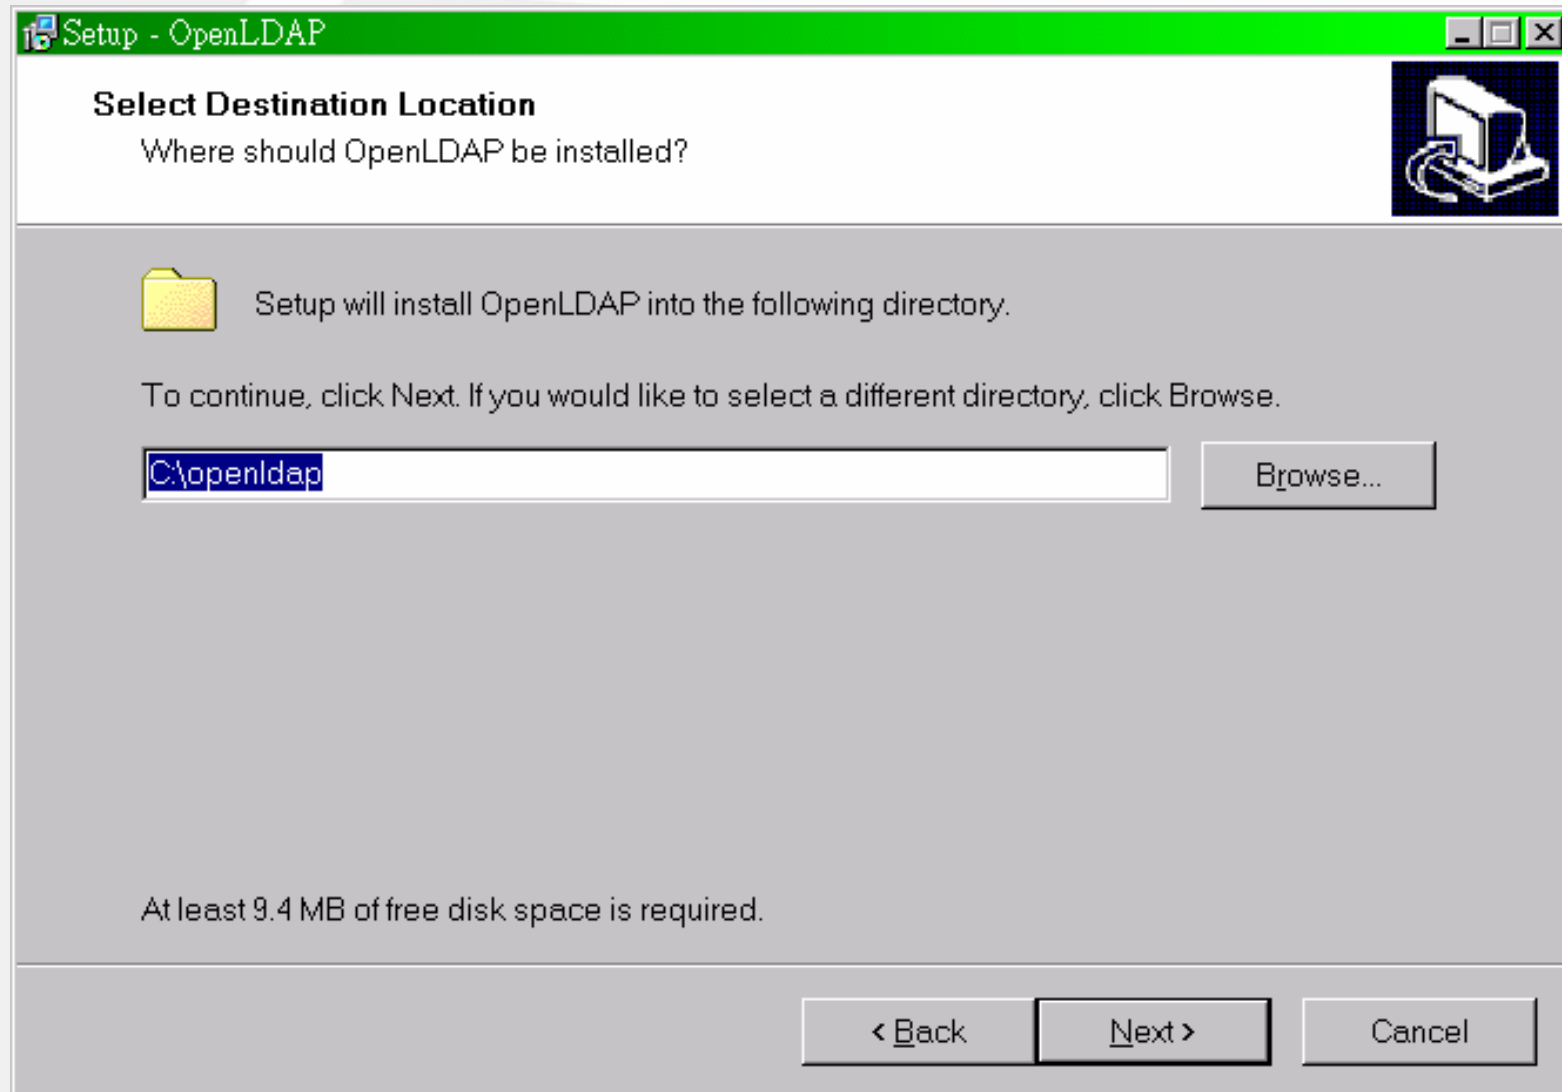 Setup - OpenLDAP
Select Destination Location
Where should OpenLDAP be installed?
Setup will install OpenLDAP into the following directory.
To continue, click Next. If you would like to select a different directory, click Browse.
C:\openldap
Browse...
At least 9.4 MB of free disk space is required.
< Back
Next >
Cancel